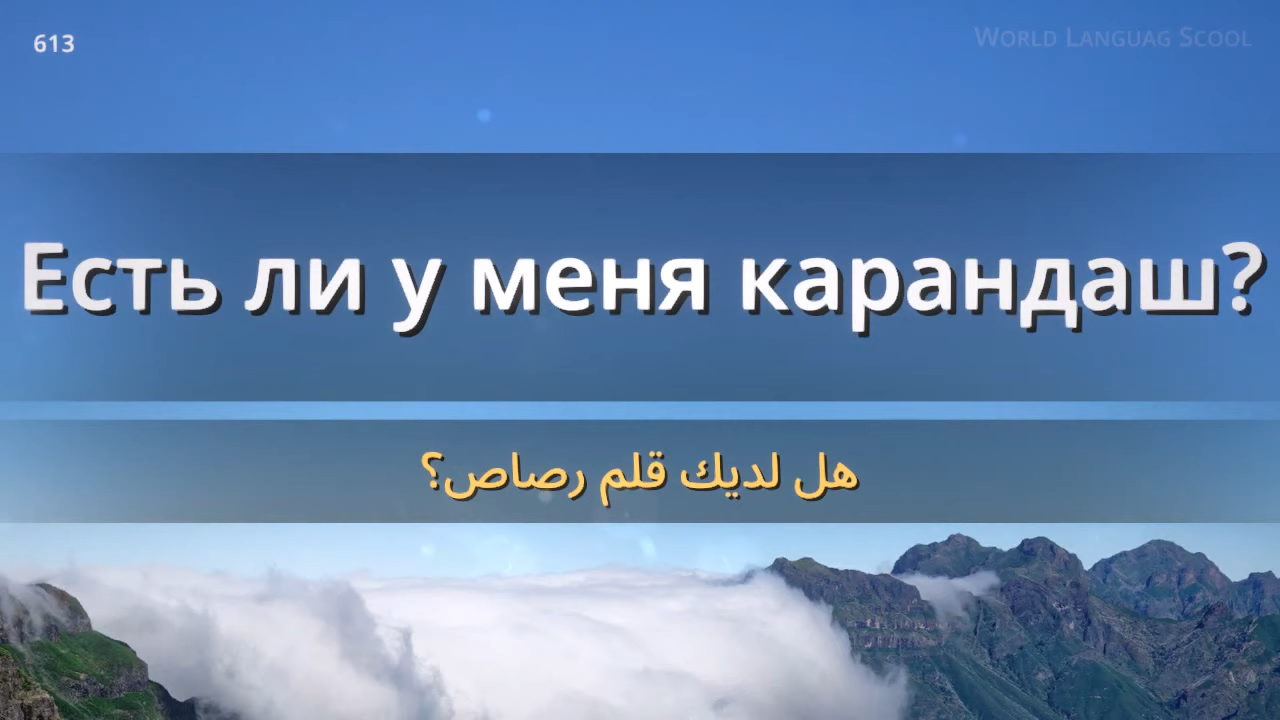 613
World Languag Scool
Есть ли у меня карандаш?
هل لديك قلم رصاص؟